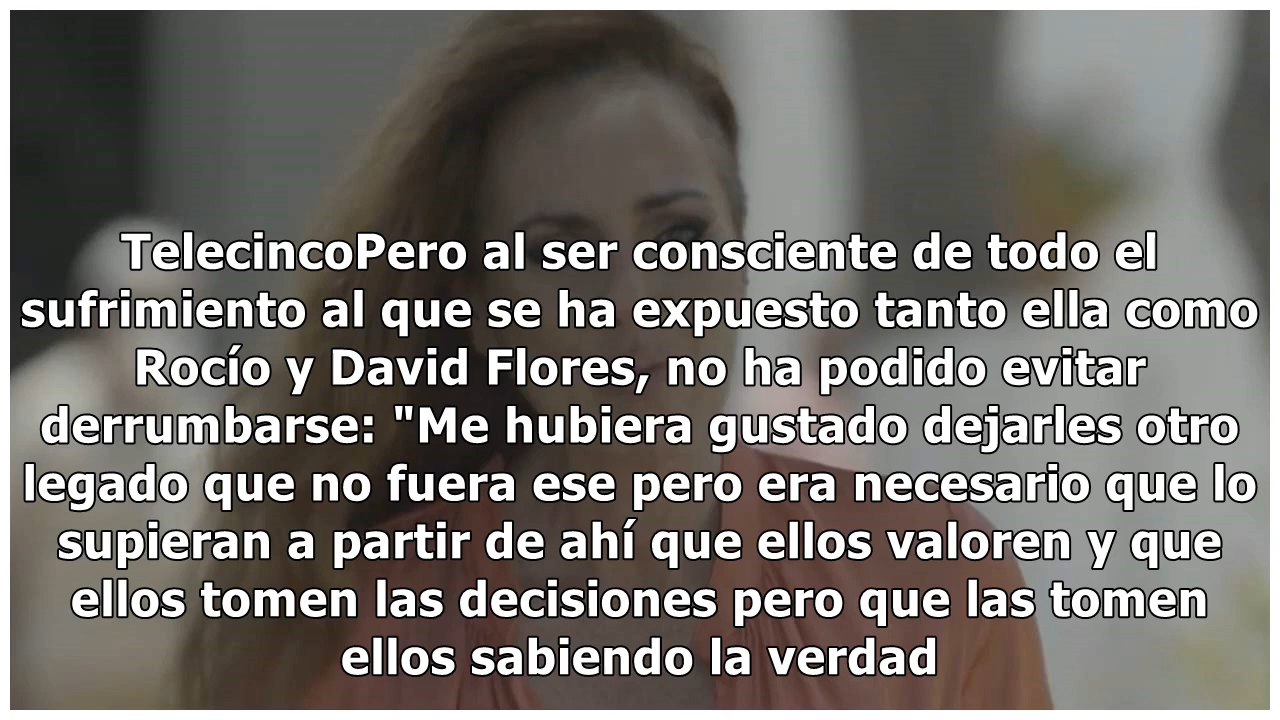 TelecincoPero al ser consciente de todo el
sufrimiento al que se ha expuesto tanto ella como
Rocío y David Flores, no ha podido evitar
derrumbarse: "Me hubiera gustado dejarles otro
legado que no fuera ese pero era necesario que lo
supieran a partir de ahí que ellos valoren y que
ellos tomen las decisiones pero que las tomen
ellos sabiendo la verdad